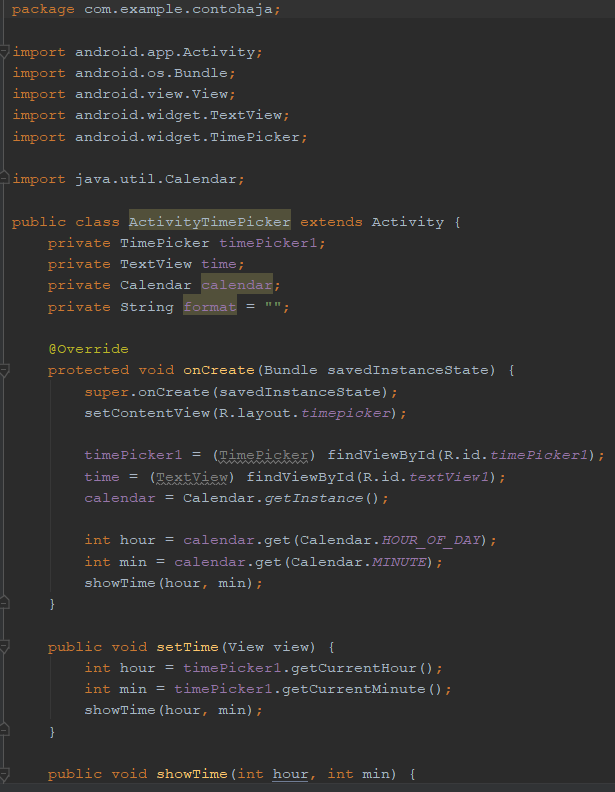 package com.example.contohaja;
import android.app.Activity;
import android.os.Bundle;
import android.view.View;
import android.widget.TextView;
import android.widget.TimePicker;
import java.util.Calendar;
public class ActivityTimePicker extends Activity {
private TimePicker timePicker1;
private TextView time;
private Calendar calendar;
private String format = "";
@Override
protected void onCreate(Bundle savedInstanceState) {
super.onCreate(savedInstanceState);
setContentView(R.layout.timepicker);
timePicker1 = (TimePicker) findViewById(R.id.timePicker1);
time = (TextView) findViewById(R.id.textView1);
calendar = Calendar.getInstance();
int hour = calendar.get(Calendar.HOUR_OF_DAY);
int min = calendar.get(Calendar.MINUTE);
showTime(hour, min);
}
public void setTime(View view) {
int hour = timePicker1.getCurrentHour();
int min = timePicker1.getCurrentMinute();
showTime(hour, min);
}
public void showTime(int hour, int min) {